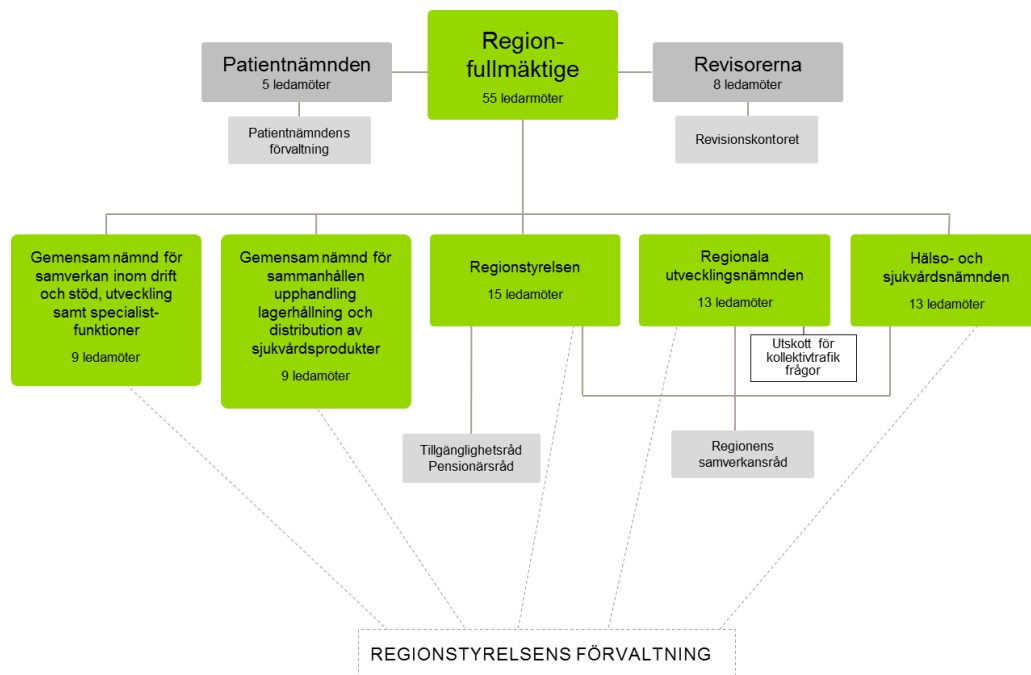 Region-
fullmäktige
55 ledarmöter
Patientnämnden
5 ledamöter
Revisorerna
8 ledamöter
Patientnämndens
förvaltning
Revisionskontoret
Gemensam nämnd för
samverkan inom drift
och stöd, utveckling
samt specialist-
funktioner
9 ledamöter
Gemensam nämnd för
sammanhållen
upphandling
lagerhållning och
distribution av
sjukvårdsprodukter
9 ledamöter
Regionstyrelsen
15 ledamöter
Regionala
utvecklingsnämnden
13 ledamöter
Hälso- och
sjukvårdsnämnden
13 ledamöter
Utskott för
kollektivtrafik
frågor
Tillgänglighetsråd
Pensionärsråd
Regionens
samverkansråd
REGIONSTYRELSENS FÖRVALTNING